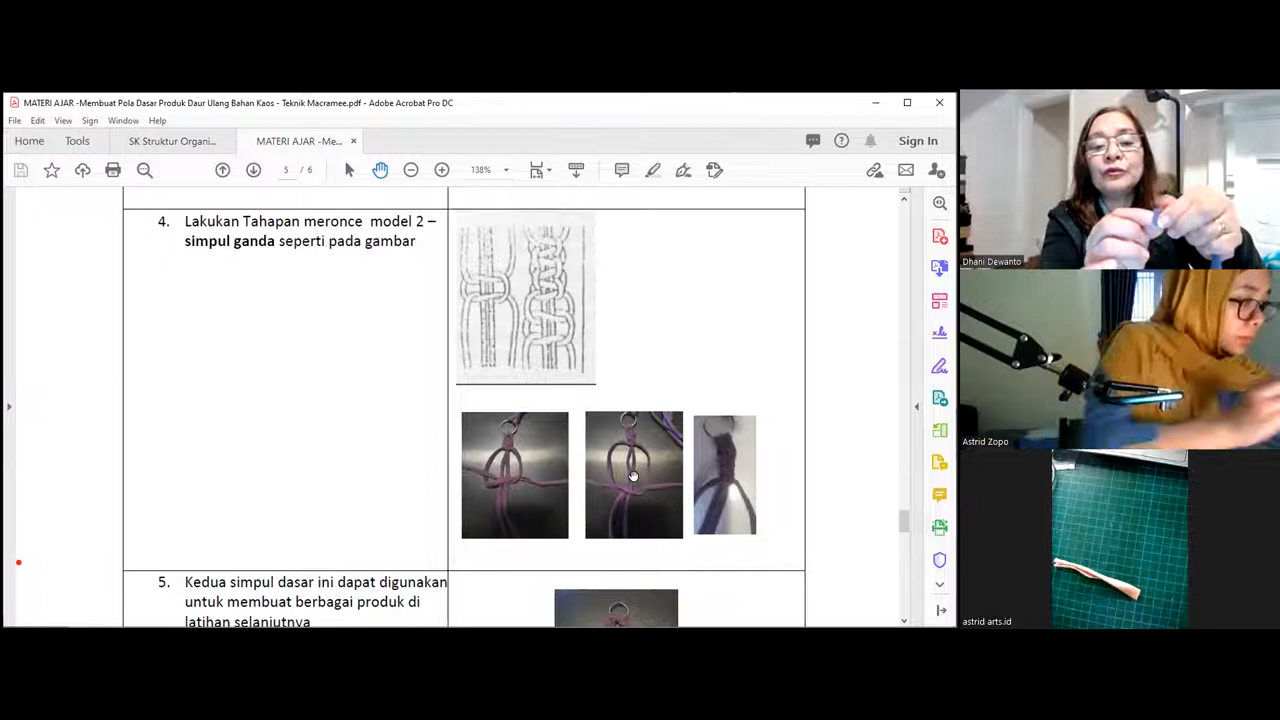 MATERI AJAR -Membuat Pola Dasar Produk Daur Ulang Bahan Kaos - Teknik Macramee.pdf - Adobe Acrobat Pro DC
File Edit View Sign Window Help
Home Tools SK Struktur Organi... MATERI AJAR -Me... × Sign In
5 / 6 138%
4. Lakukan Tahapan meronce model 2 –
simpul ganda seperti pada gambar
5. Kedua simpul dasar ini dapat digunakan
untuk membuat berbagai produk di
latihan selanjutnya
Dhani Dewanto
Astrid Zopo
astrid arts.id